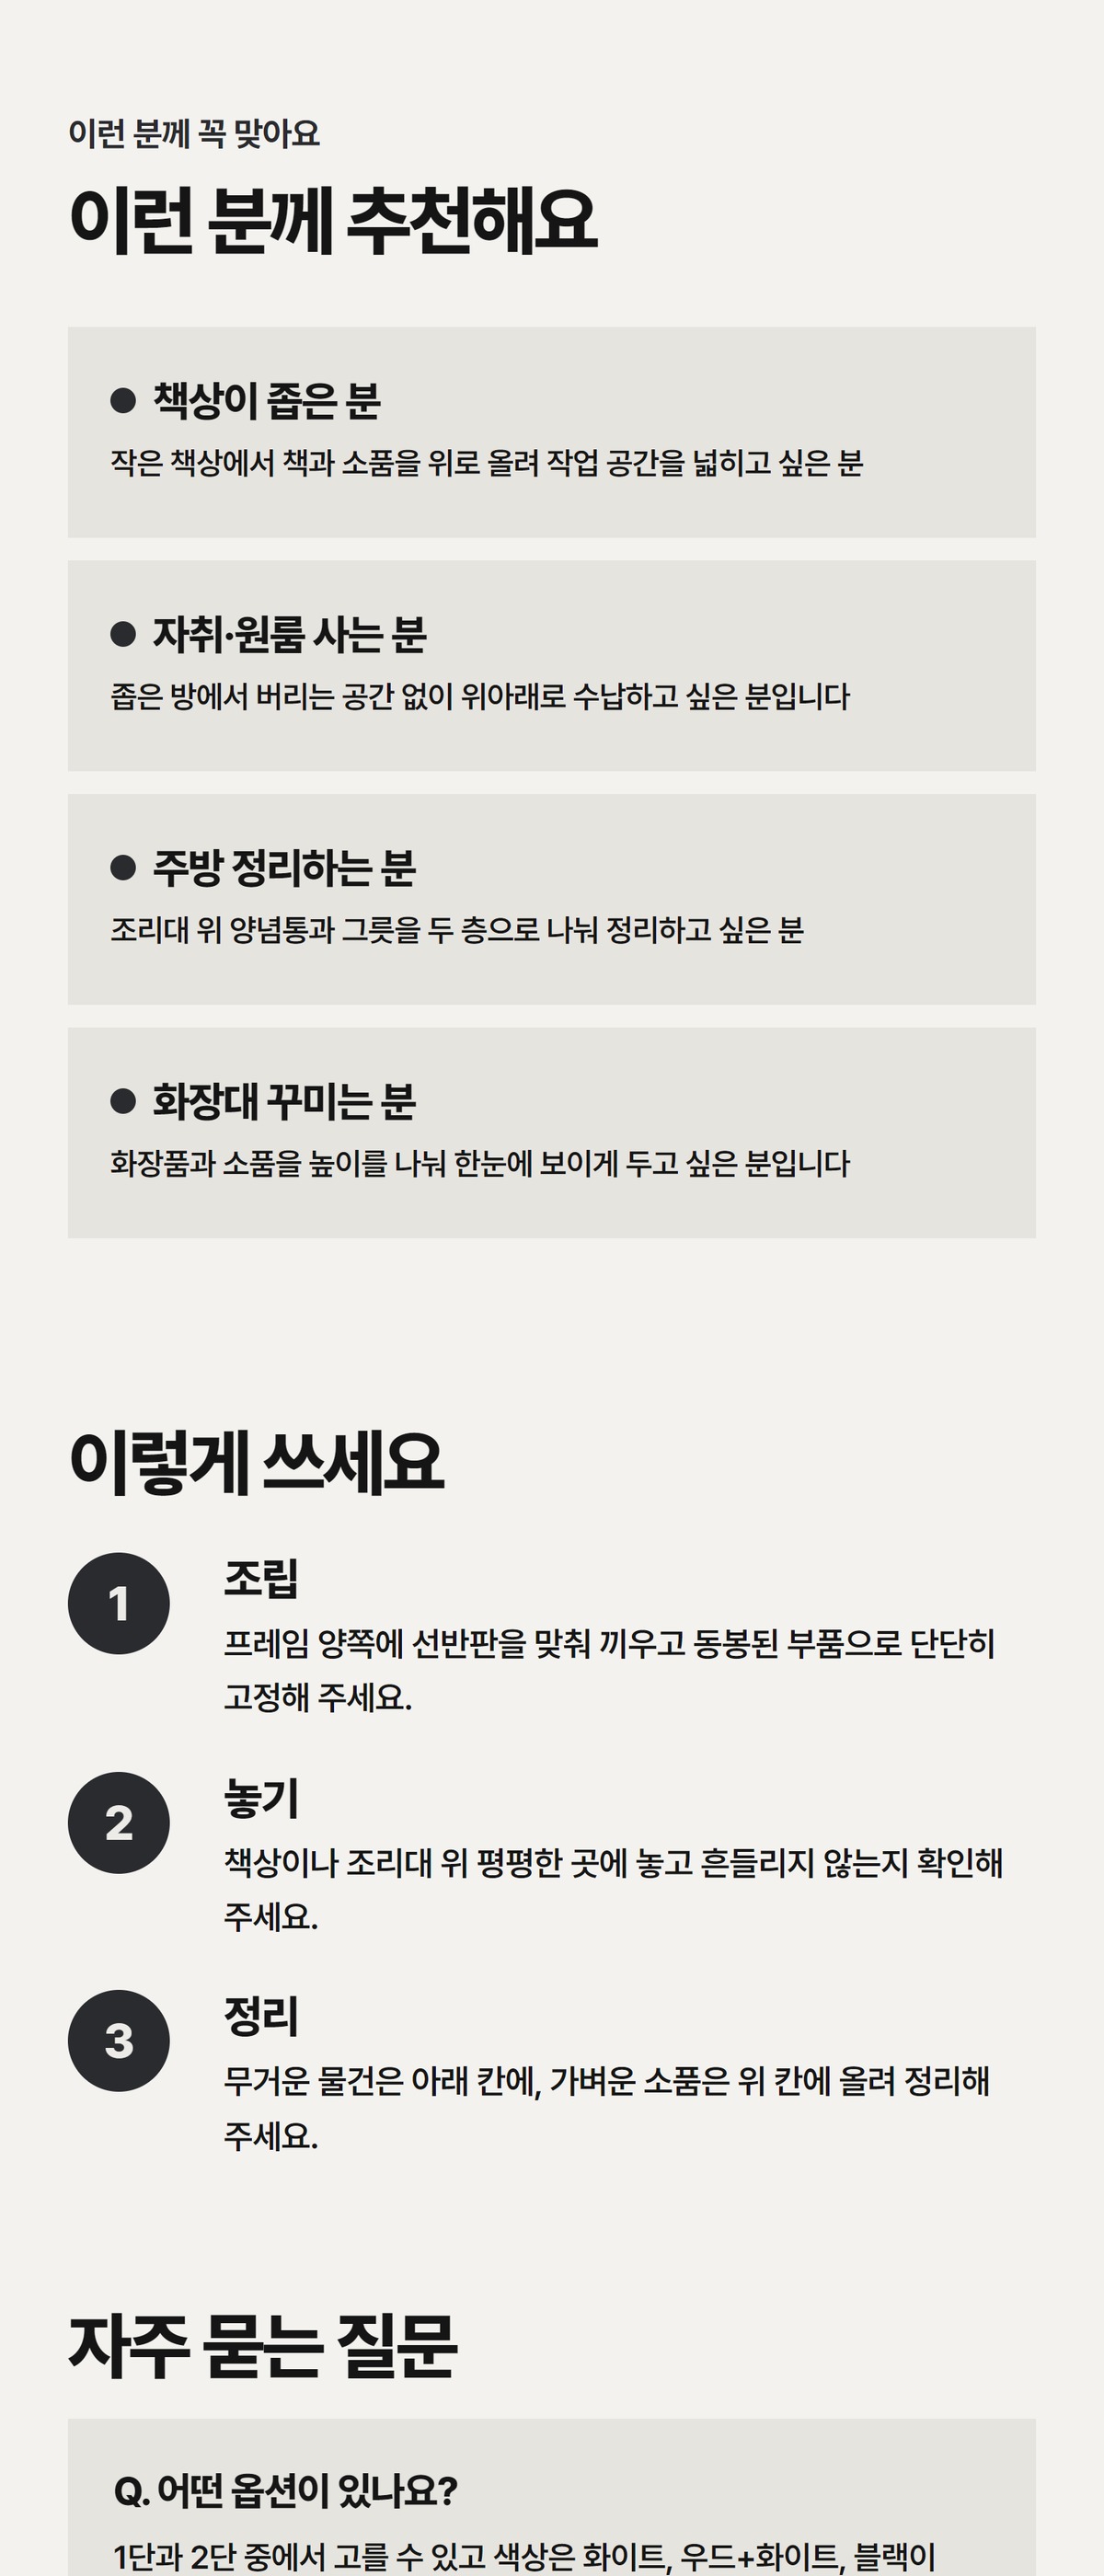 이런 분께 꼭 맞아요
이런 분께 추천해요
책상이 좁은 분
작은 책상에서 책과 소품을 위로 올려 작업 공간을 넓히고 싶은 분
자취·원룸 사는 분
좁은 방에서 버리는 공간 없이 위아래로 수납하고 싶은 분입니다
주방 정리하는 분
조리대 위 양념통과 그릇을 두 층으로 나눠 정리하고 싶은 분
화장대 꾸미는 분
화장품과 소품을 높이를 나눠 한눈에 보이게 두고 싶은 분입니다
이렇게 쓰세요
1
조립
프레임 양쪽에 선반판을 맞춰 끼우고 동봉된 부품으로 단단히
고정해 주세요.
2
놓기
책상이나 조리대 위 평평한 곳에 놓고 흔들리지 않는지 확인해
주세요.
3
정리
무거운 물건은 아래 칸에, 가벼운 소품은 위 칸에 올려 정리해
주세요.
자주 묻는 질문
Q. 어떤 옵션이 있나요?
1단과 2단 중에서 고를 수 있고 색상은 화이트, 우드+화이트, 블랙이